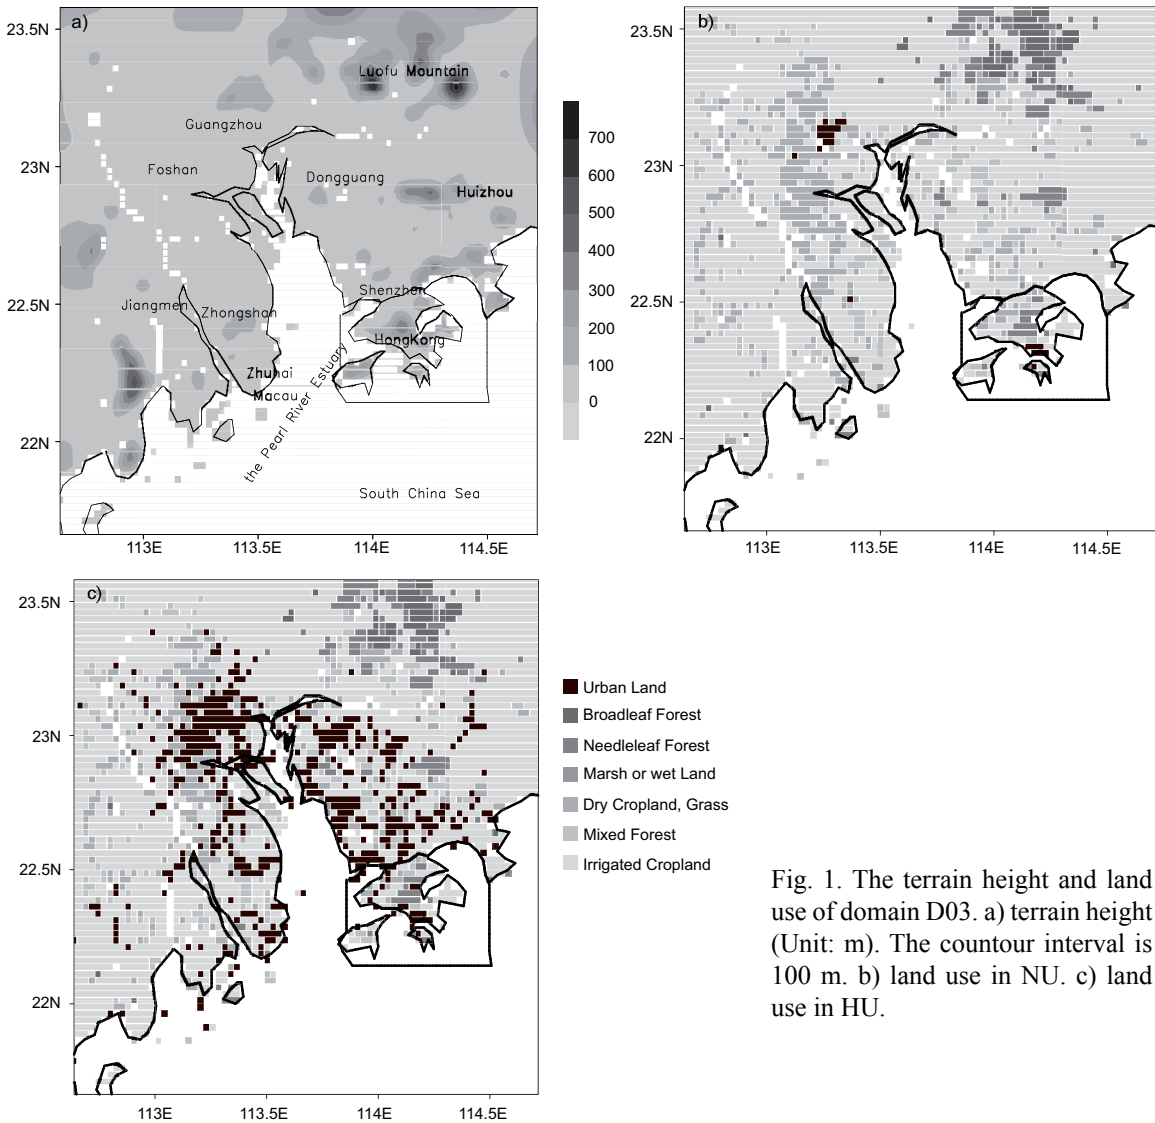 a)
23.5N
23N
22.5N
22N
113E
113.5E
114E
114.5E
Luofu Mountain
Guangzhou
Foshan
Dongguang
Huizhou
Jiangmen
Zhongshan
Shenzhen
HongKong
Zhuhai
Macau
the Pearl River Estuary
South China Sea
700
600
500
400
300
200
100
0
b)
23.5N
23N
22.5N
22N
113E
113.5E
114E
114.5E
c)
23.5N
23N
22.5N
22N
113E
113.5E
114E
114.5E
Urban Land
Broadleaf Forest
Needleleaf Forest
Marsh or wet Land
Dry Cropland, Grass
Mixed Forest
Irrigated Cropland
Fig. 1. The terrain height and land
use of domain D03. a) terrain height
(Unit: m). The countour interval is
100 m. b) land use in NU. c) land
use in HU.